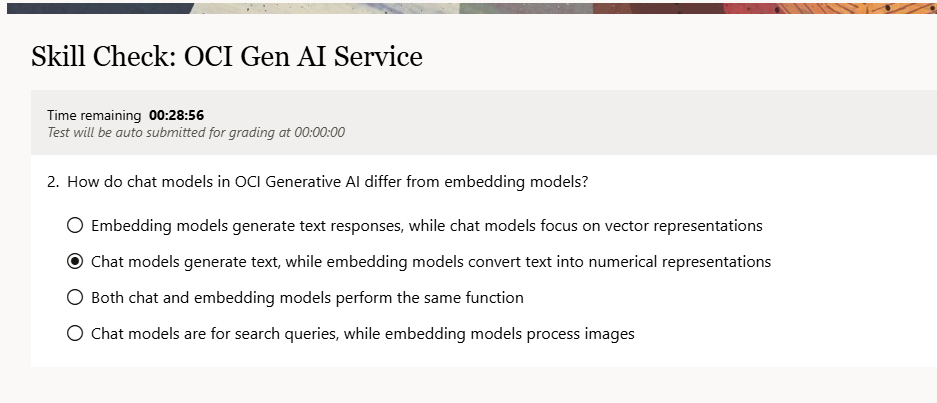 Skill Check: OCI Gen AI Service
Time remaining 00:28:56
Test will be auto submitted for grading at 00:00:00
2. How do chat models in OCI Generative AI differ from embedding models?
Embedding models generate text responses, while chat models focus on vector representations
Chat models generate text, while embedding models convert text into numerical representations
Both chat and embedding models perform the same function
Chat models are for search queries, while embedding models process images